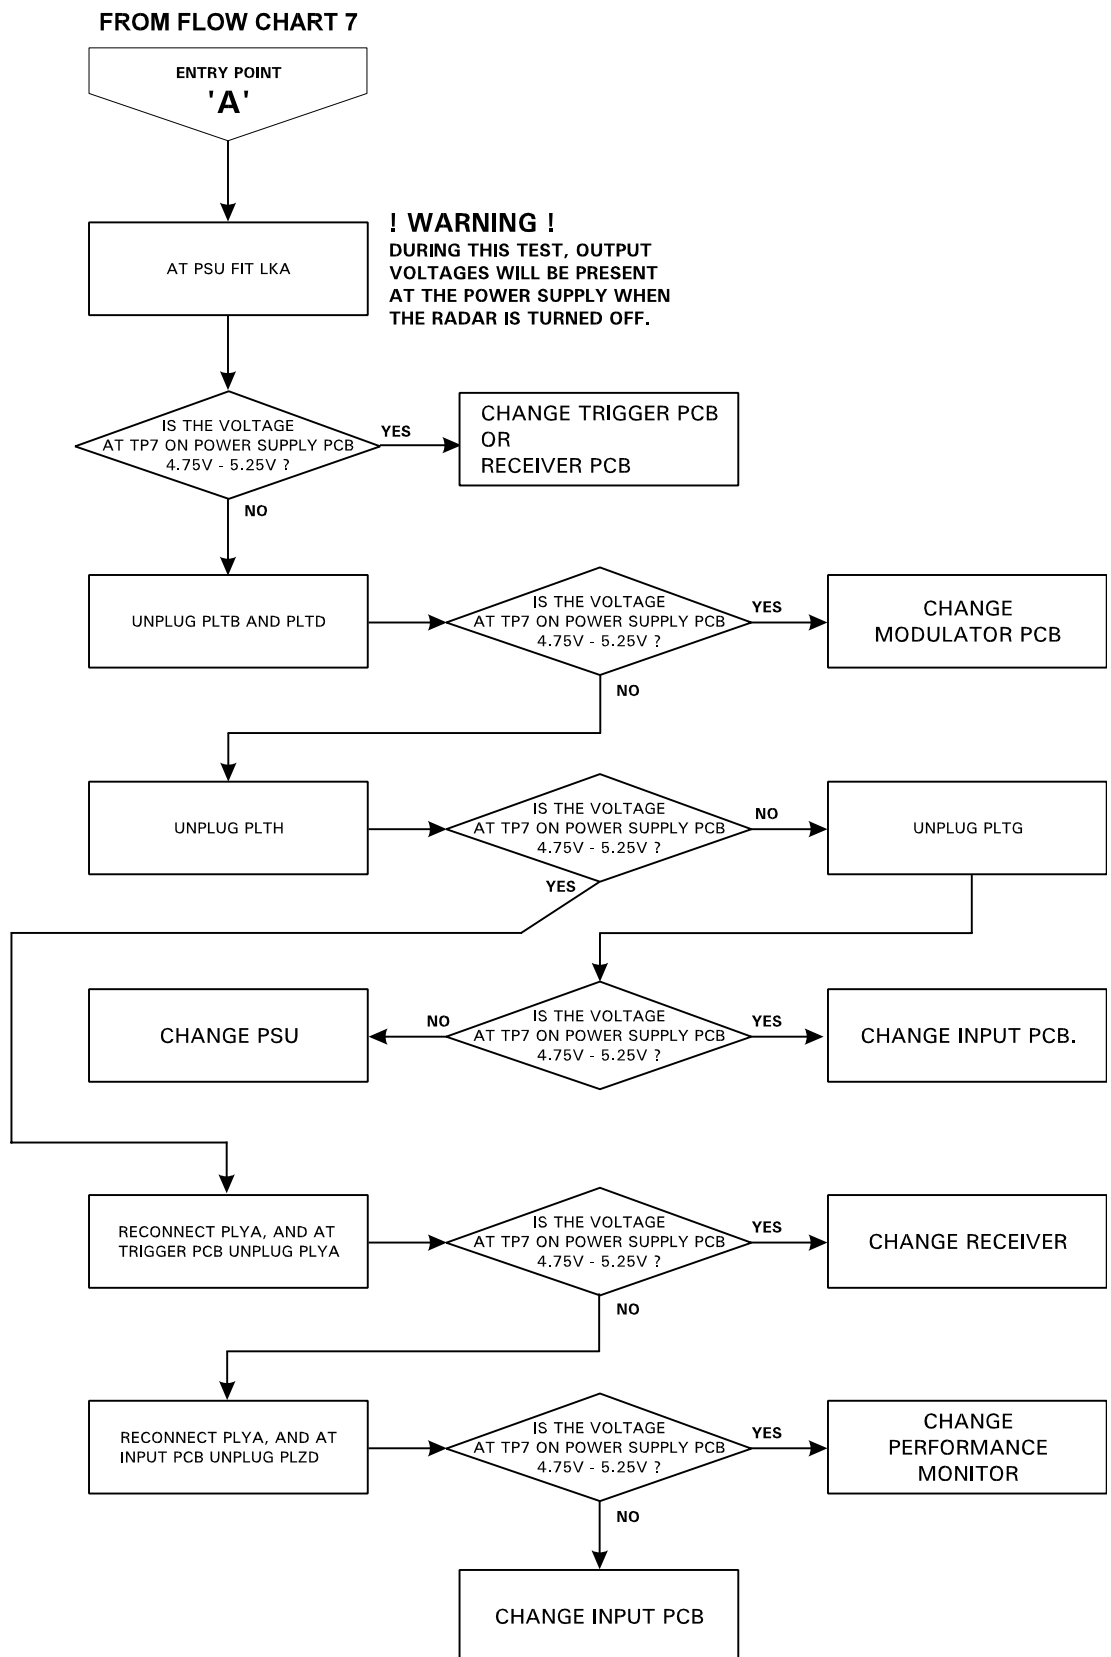 FROM FLOW CHART 7
ENTRY POINT
'A'
AT PSU FIT LKA
! WARNING !
DURING THIS TEST, OUTPUT
VOLTAGES WILL BE PRESENT
AT THE POWER SUPPLY WHEN
THE RADAR IS TURNED OFF.
IS THE VOLTAGE
AT TP7 ON POWER SUPPLY PCB
4.75V - 5.25V ?
YES
CHANGE TRIGGER PCB
OR
RECEIVER PCB
NO
UNPLUG PLTB AND PLTD
IS THE VOLTAGE
AT TP7 ON POWER SUPPLY PCB
4.75V - 5.25V ?
YES
CHANGE
MODULATOR PCB
NO
UNPLUG PLTH
IS THE VOLTAGE
AT TP7 ON POWER SUPPLY PCB
4.75V - 5.25V ?
NO
UNPLUG PLTG
YES
CHANGE PSU
NO
IS THE VOLTAGE
AT TP7 ON POWER SUPPLY PCB
4.75V - 5.25V ?
YES
CHANGE INPUT PCB.
RECONNECT PLYA, AND AT
TRIGGER PCB UNPLUG PLYA
IS THE VOLTAGE
AT TP7 ON POWER SUPPLY PCB
4.75V - 5.25V ?
YES
CHANGE RECEIVER
NO
RECONNECT PLYA, AND AT
INPUT PCB UNPLUG PLZD
IS THE VOLTAGE
AT TP7 ON POWER SUPPLY PCB
4.75V - 5.25V ?
YES
CHANGE
PERFORMANCE
MONITOR
NO
CHANGE INPUT PCB